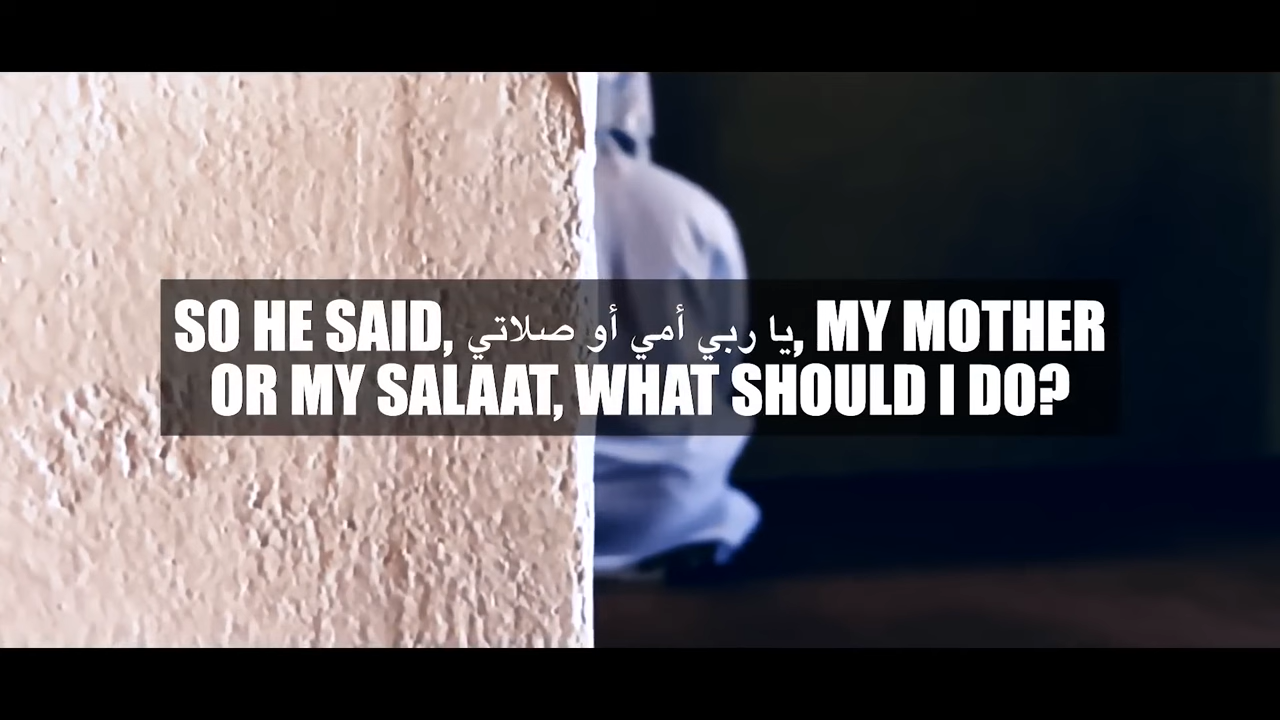 SO HE SAID, يا ربي أمي أو صلاتي, MY MOTHER
OR MY SALAAT, WHAT SHOULD I DO?